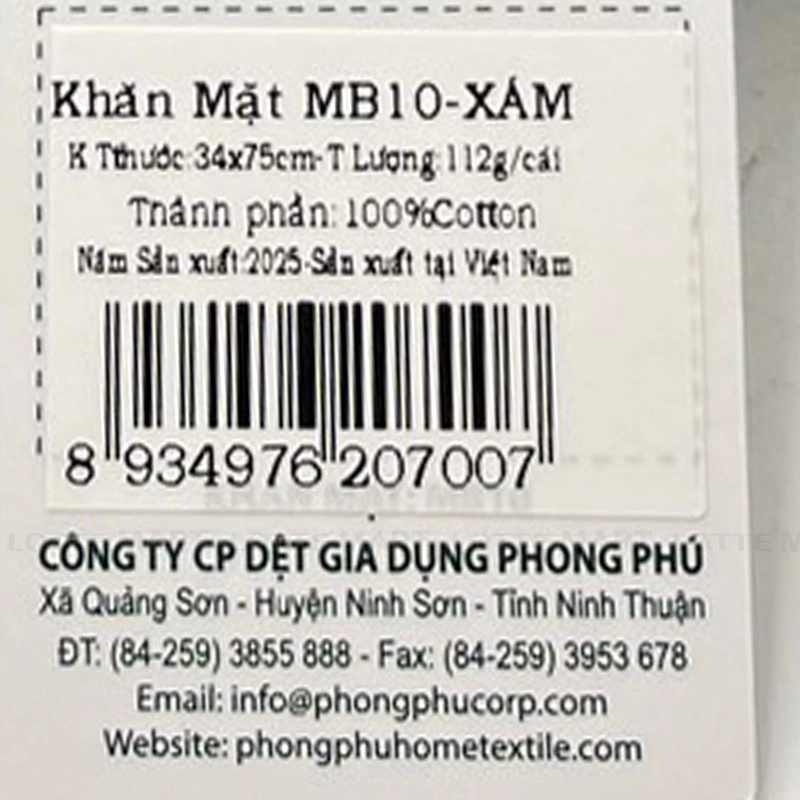 Khăn Mặt MB10-XÁM
K Tthước:34x75cm-T Lượng:112g/cái
Thành phần:100%Cotton
Năm Sản xuất:2025-Sản xuất tại Việt Nam
8 934976 207007
CÔNG TY CP DỆT GIA DỤNG PHONG PHÚ
Xã Quảng Sơn - Huyện Ninh Sơn - Tỉnh Ninh Thuận
ĐT: (84-259) 3855 888 - Fax: (84-259) 3953 678
Email: info@phongphucorp.com
Website: phongphuhometextile.com